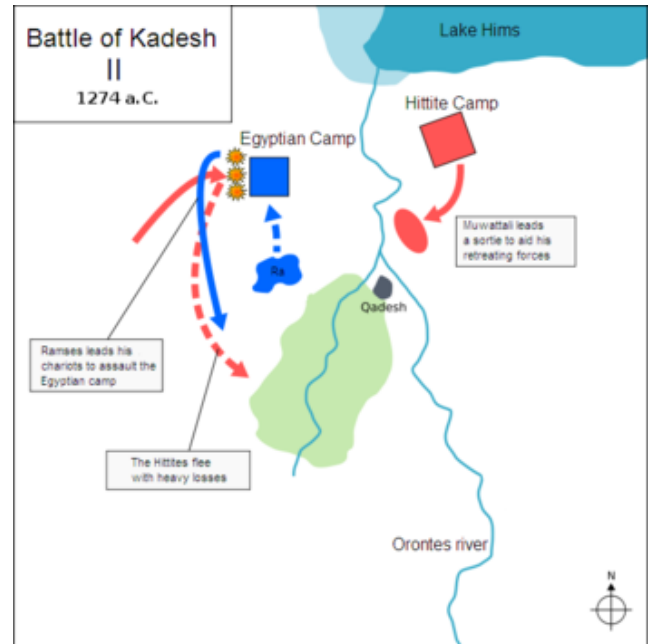 Battle of Kadesh
II
1274 a.C.
Lake Hims
Hittite Camp
Egyptian Camp
Muwattali leads
a sortie to aid his
retreating forces
Ra
Qadesh
Ramses leads his
chariots to assault the
Egyptian camp
The Hittites flee
with heavy losses
Orontes river
N